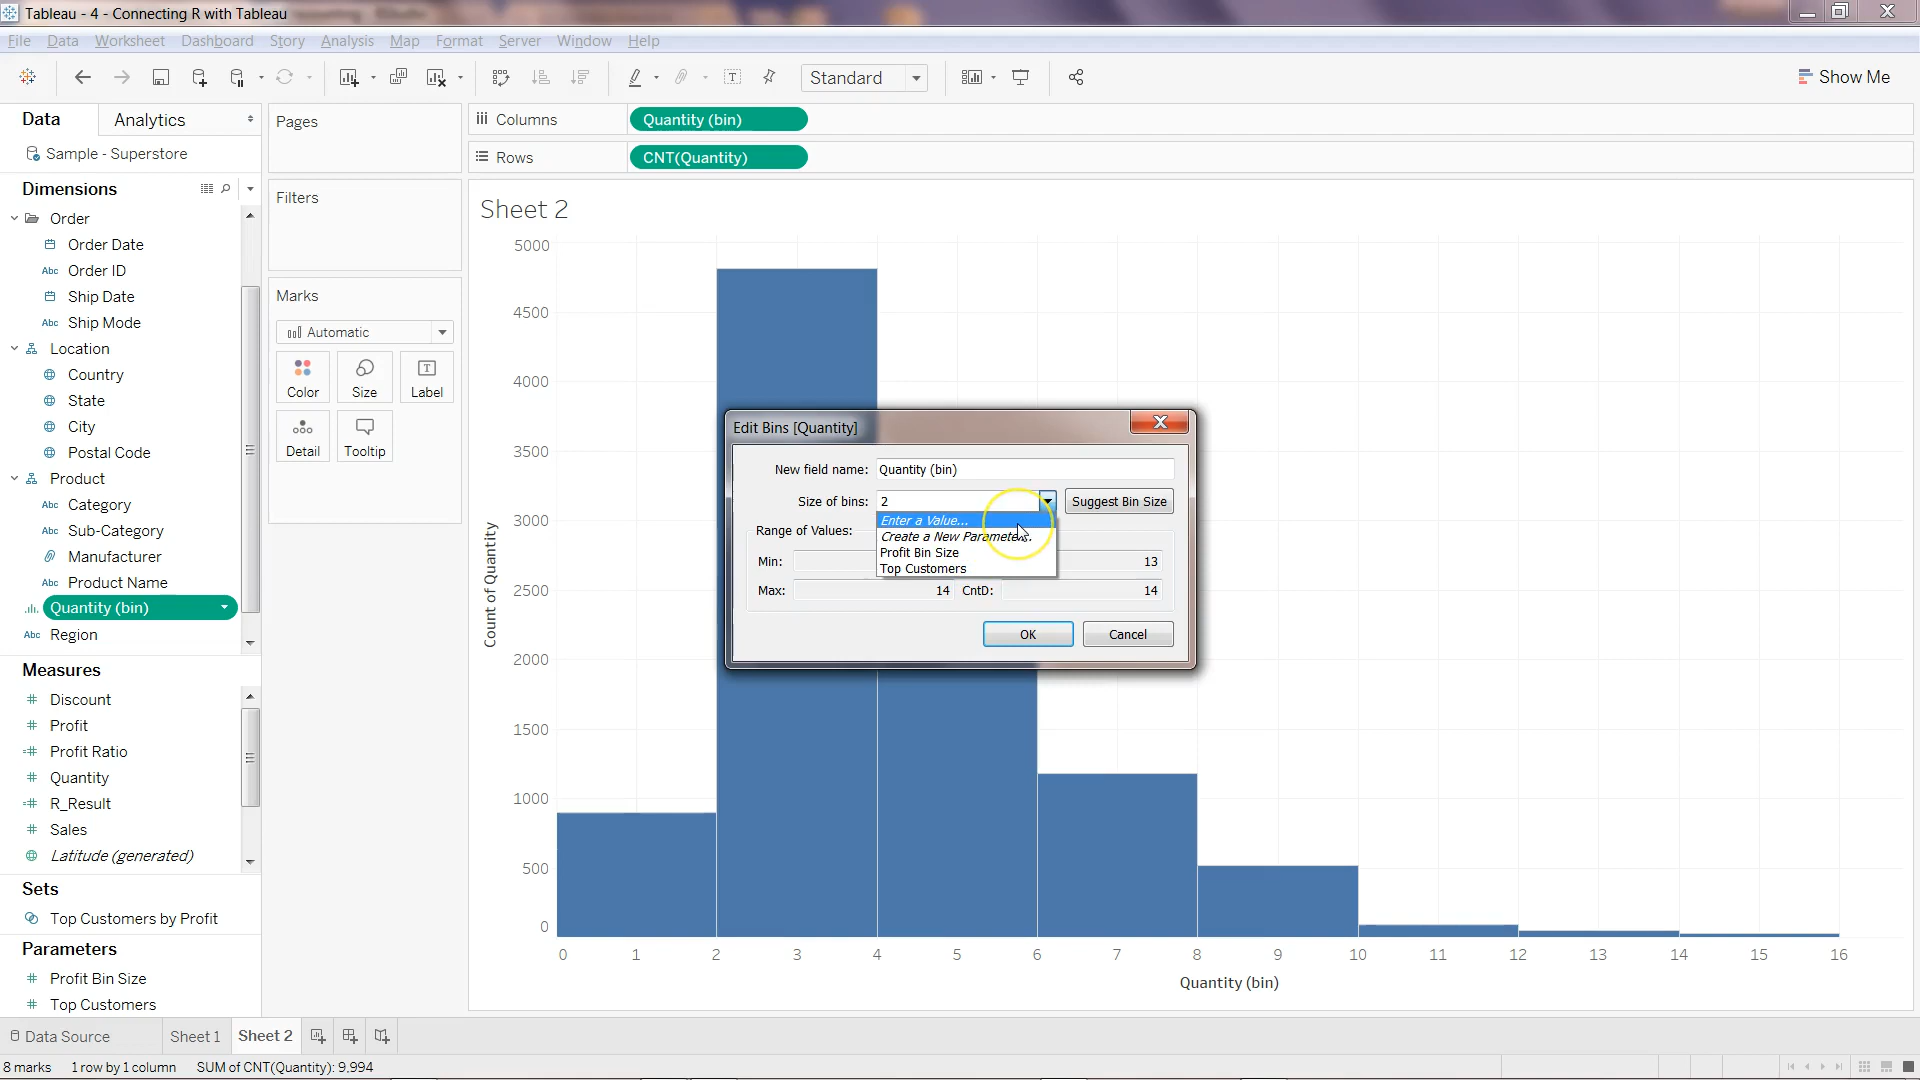 Tableau - 4 - Connecting R with Tableau
File Data Worksheet Dashboard Story Analysis Map Format Server Window Help
Standard
Show Me
Data Analytics
Sample - Superstore
Dimensions
Order
Order Date
Abc Order ID
Ship Date
Abc Ship Mode
Location
Country
State
City
Postal Code
Product
Abc Category
Abc Sub-Category
Manufacturer
Abc Product Name
Quantity (bin)
Abc Region
Measures
# Discount
# Profit
=# Profit Ratio
# Quantity
=# R_Result
# Sales
Latitude (generated)
Sets
Top Customers by Profit
Parameters
# Profit Bin Size
# Top Customers
Pages
Filters
Marks
Automatic
Color Size Label
Detail Tooltip
Columns Quantity (bin)
Rows CNT(Quantity)
Sheet 2
5000
4500
4000
3500
3000
2500
2000
1500
1000
500
0
Count of Quantity
0 1 2 3 4 5 6 7 8 9 10 11 12 13 14 15 16
Quantity (bin)
Edit Bins [Quantity]
New field name: Quantity (bin)
Size of bins: 2 Suggest Bin Size
Enter a Value...
Create a New Parameter...
Profit Bin Size
Top Customers
Range of Values:
Min: 13
Max: 14 CntD: 14
OK Cancel
Data Source Sheet 1 Sheet 2
8 marks 1 row by 1 column SUM of CNT(Quantity): 9,994